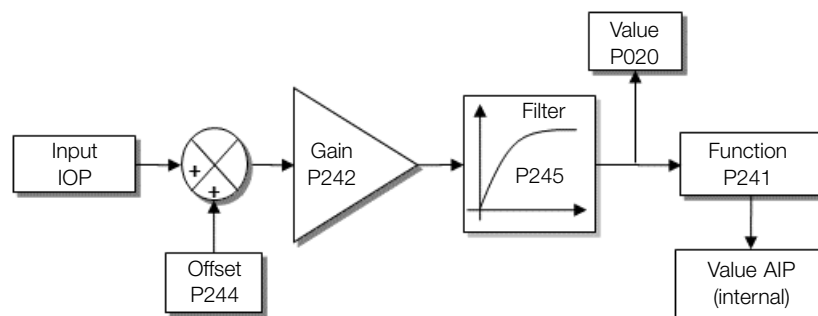 Value
P020
Input
IOP
+
+
Gain
P242
Filter
P245
Function
P241
Offset
P244
Value AIP
(internal)